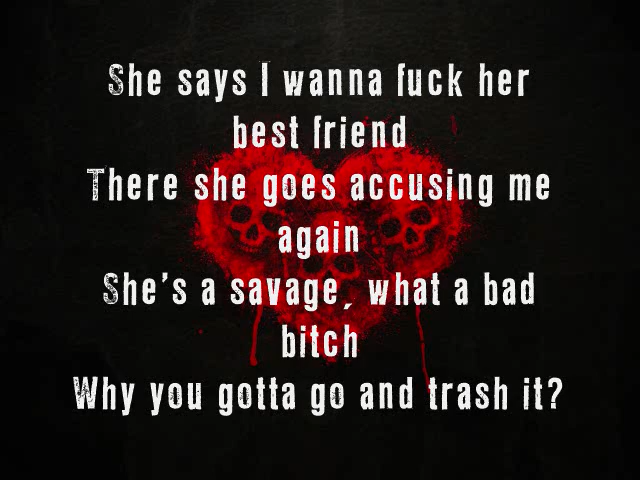 She says I wanna fuck her
best friend
There she goes accusing me
again
She's a savage, what a bad
bitch
Why you gotta go and trash it?